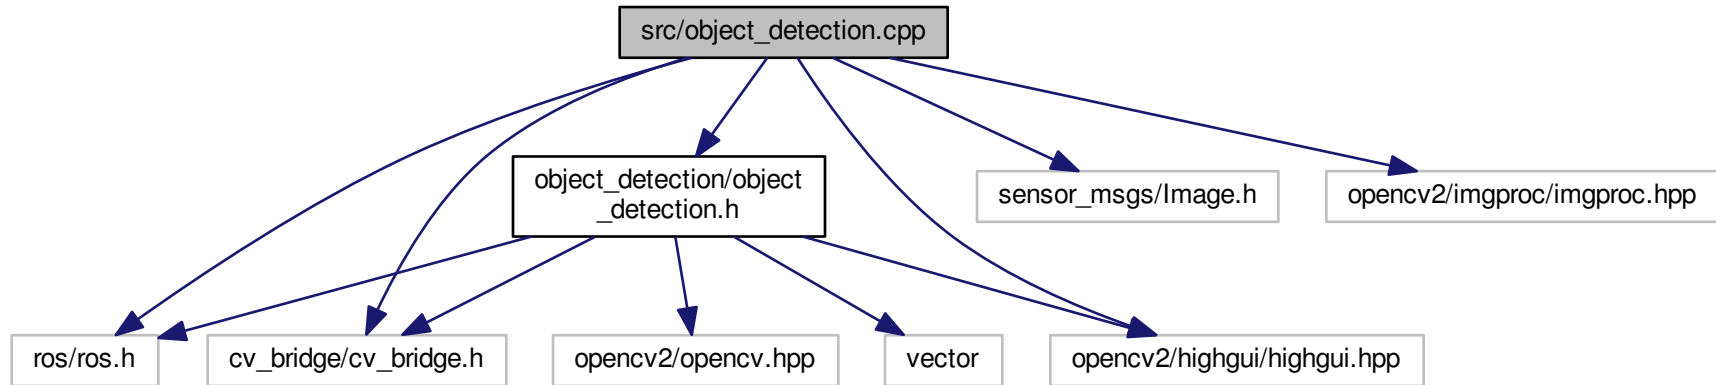 src/object_detection.cpp
object_detection/object
_detection.h
sensor_msgs/Image.h
opencv2/imgproc/imgproc.hpp
ros/ros.h
cv_bridge/cv_bridge.h
opencv2/opencv.hpp
vector
opencv2/highgui/highgui.hpp